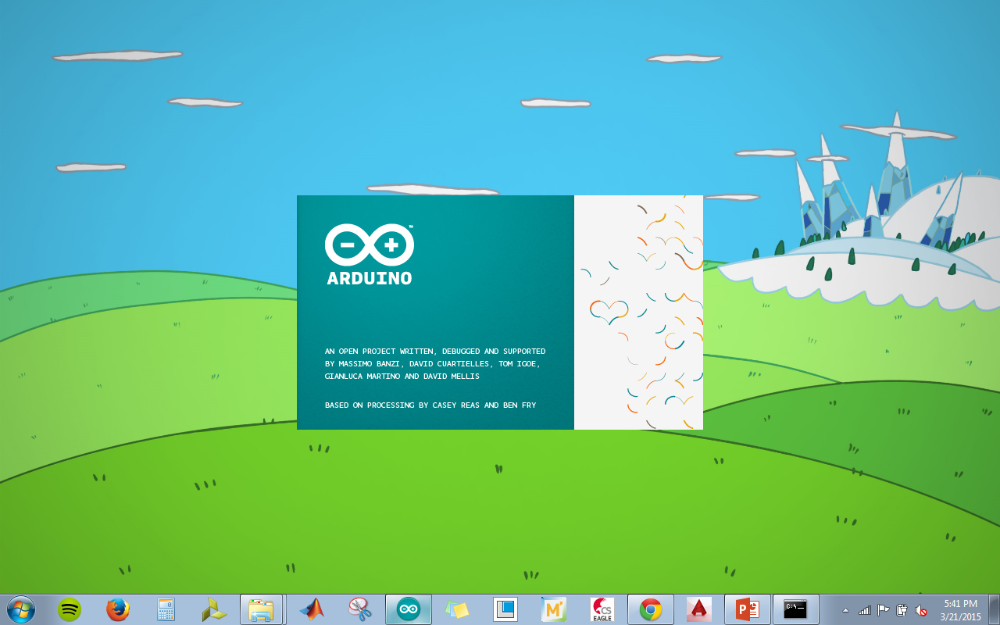 ™
ARDUINO
AN OPEN PROJECT WRITTEN, DEBUGGED AND SUPPORTED
BY MASSIMO BANZI, DAVID CUARTIELLES, TOM IGOE,
GIANLUCA MARTINO AND DAVID MELLIS
BASED ON PROCESSING BY CASEY REAS AND BEN FRY
M
CS
EAGLE
A
P
C:\
5:41 PM
3/21/2015